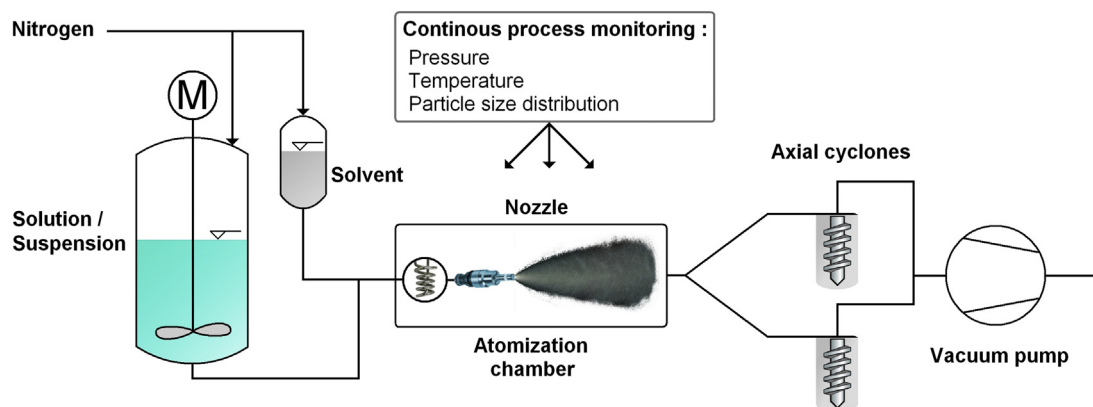 Nitrogen
Continous process monitoring :
Pressure
Temperature
Particle size distribution
M
Solvent
Axial cyclones
Solution /
Suspension
Nozzle
Atomization
chamber
Vacuum pump